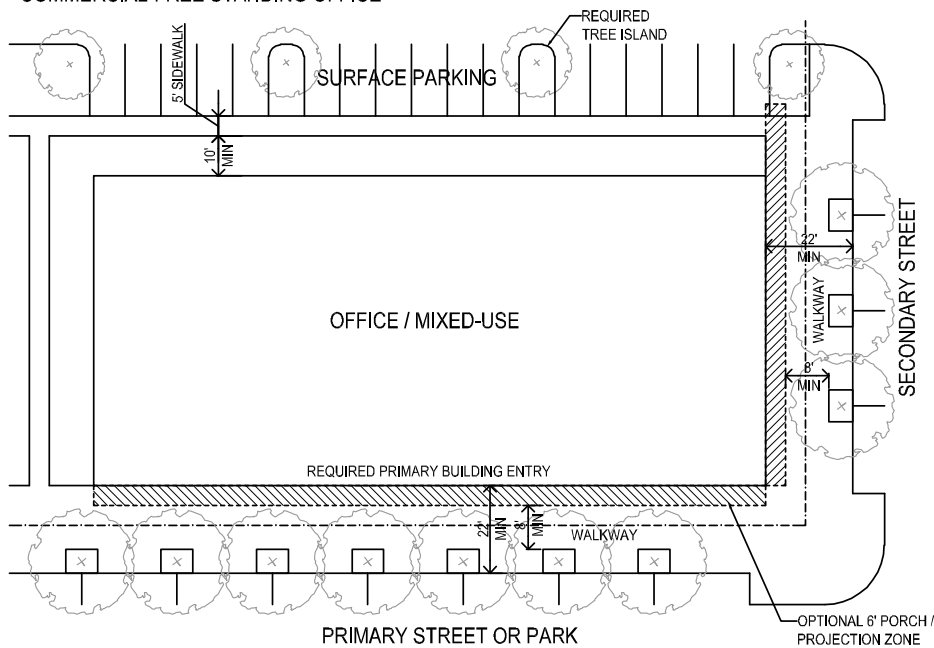 COMMERCIAL FREE STANDING OFFICE
REQUIRED
TREE ISLAND
5' SIDEWALK
SURFACE PARKING
10'
MIN
22'
MIN
WALKWAY
SECONDARY STREET
OFFICE / MIXED-USE
8'
MIN
REQUIRED PRIMARY BUILDING ENTRY
22'
MIN
8'
MIN
WALKWAY
OPTIONAL 6' PORCH /
PROJECTION ZONE
PRIMARY STREET OR PARK